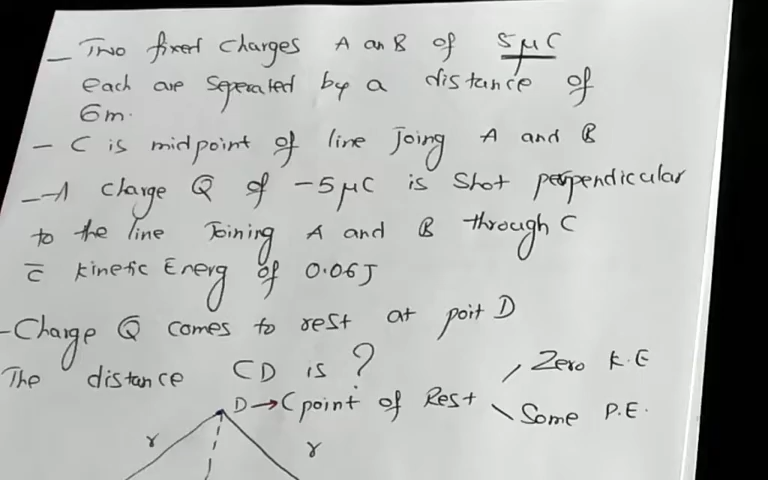 - Two fixed charges A an B of 5μC
each are seperated by a distance of
6m.
- C is midpoint of line Joing A and B
- A charge Q of -5μC is shot perpendicular
to the line Joining A and B through C
c̅ kinetic Energ of 0.06J
- Charge Q comes to rest at poit D
The distance CD is ?
Zero K.E
D → C point of Rest
Some P.E.
r
r